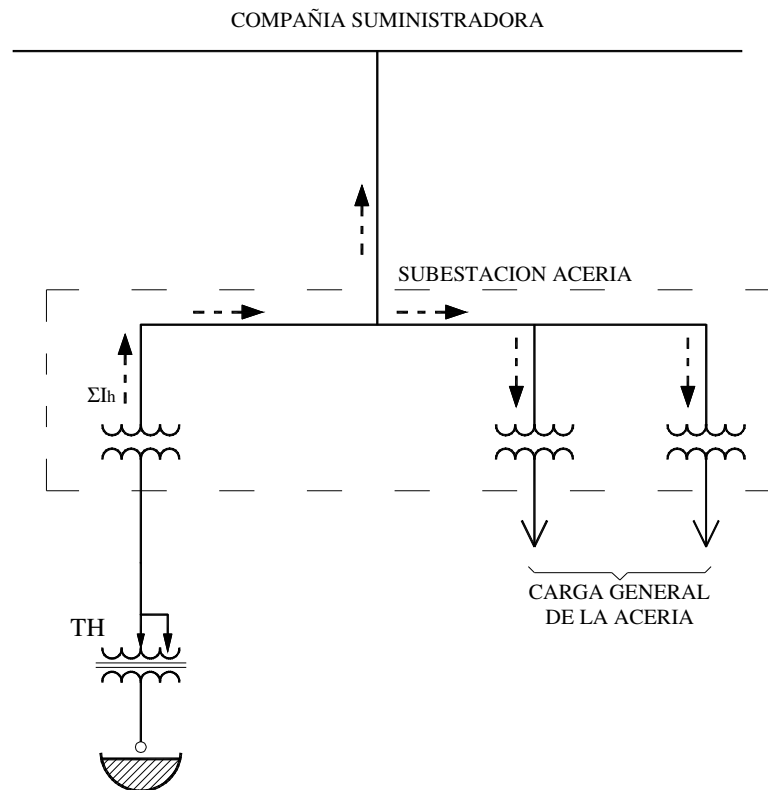 COMPAÑIA SUMINISTRADORA
SUBESTACION ACERIA
ΣIh
CARGA GENERAL
DE LA ACERIA
TH